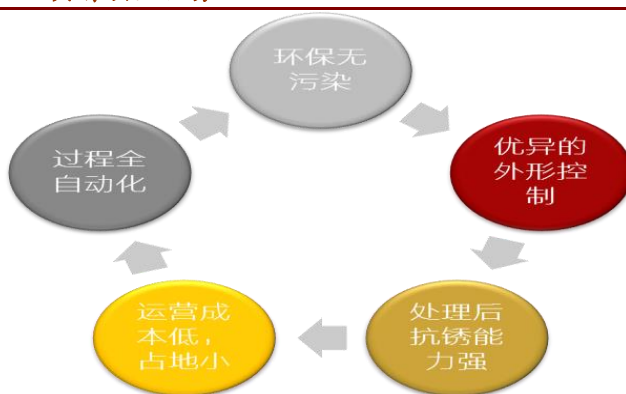 环保无
污染
优异的
外形控
制
处理后
抗锈能
力强
运营成
本低，
占地小
过程全
自动化